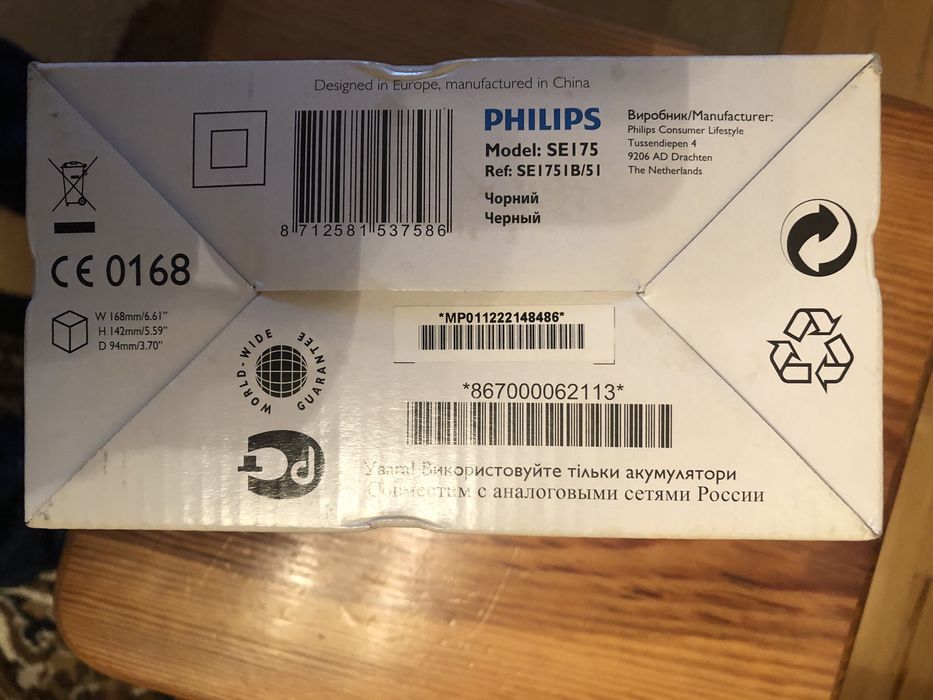 Designed in Europe, manufactured in China
8 712581 537586
PHILIPS
Model: SE175
Ref: SE1751B/51
Чорний
Черный
Виробник/Manufacturer:
Philips Consumer Lifestyle
Tussendiepen 4
9206 AD Drachten
The Netherlands
CE 0168
W 168mm/6.61"
H 142mm/5.59"
D 94mm/3.70"
WORLD-WIDE GUARANTEE
*MP011222148486*
*867000062113*
РСТ
Увага! Використовуйте тільки акумулятори
Совместам с аналоговыми сетями России